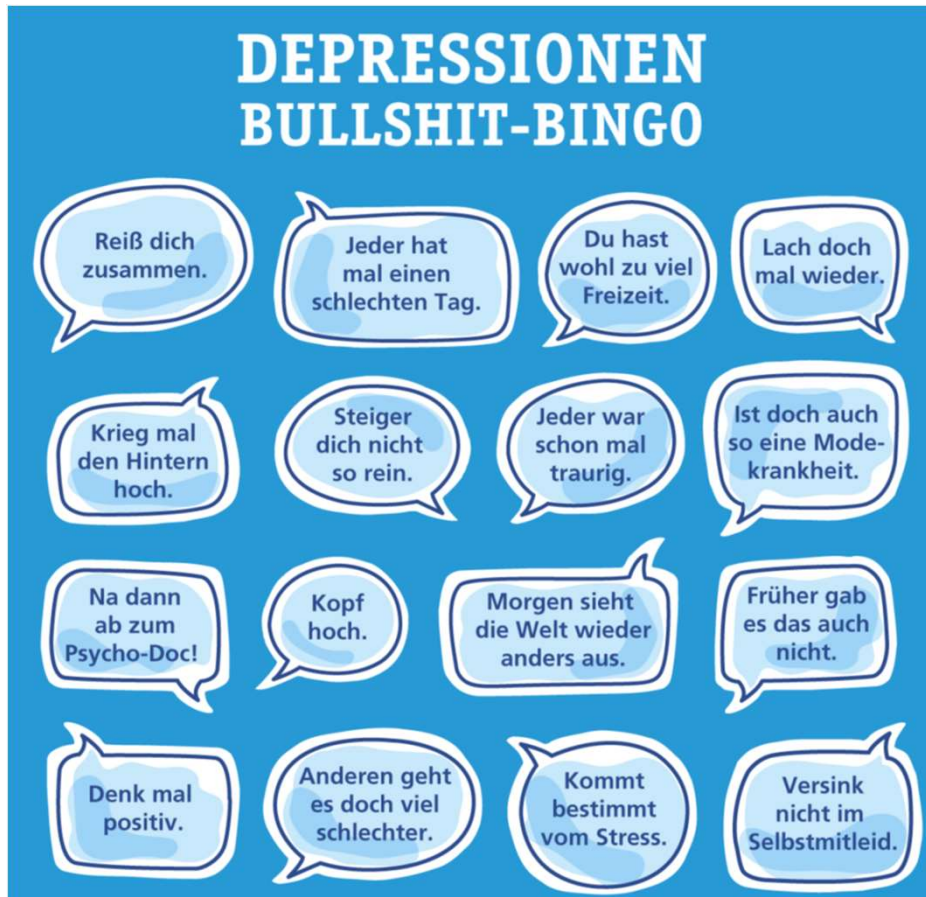 DEPRESSIONEN
BULLSHIT-BINGO
Reiß dich
zusammen.
Jeder hat
mal einen
schlechten Tag.
Du hast
wohl zu viel
Freizeit.
Lach doch
mal wieder.
Krieg mal
den Hintern
hoch.
Steiger
dich nicht
so rein.
Jeder war
schon mal
traurig.
Ist doch auch
so eine Mode-
krankheit.
Na dann
ab zum
Psycho-Doc!
Kopf
hoch.
Morgen sieht
die Welt wieder
anders aus.
Früher gab
es das auch
nicht.
Denk mal
positiv.
Anderen geht
es doch viel
schlechter.
Kommt
bestimmt
vom Stress.
Versink
nicht im
Selbstmitleid.